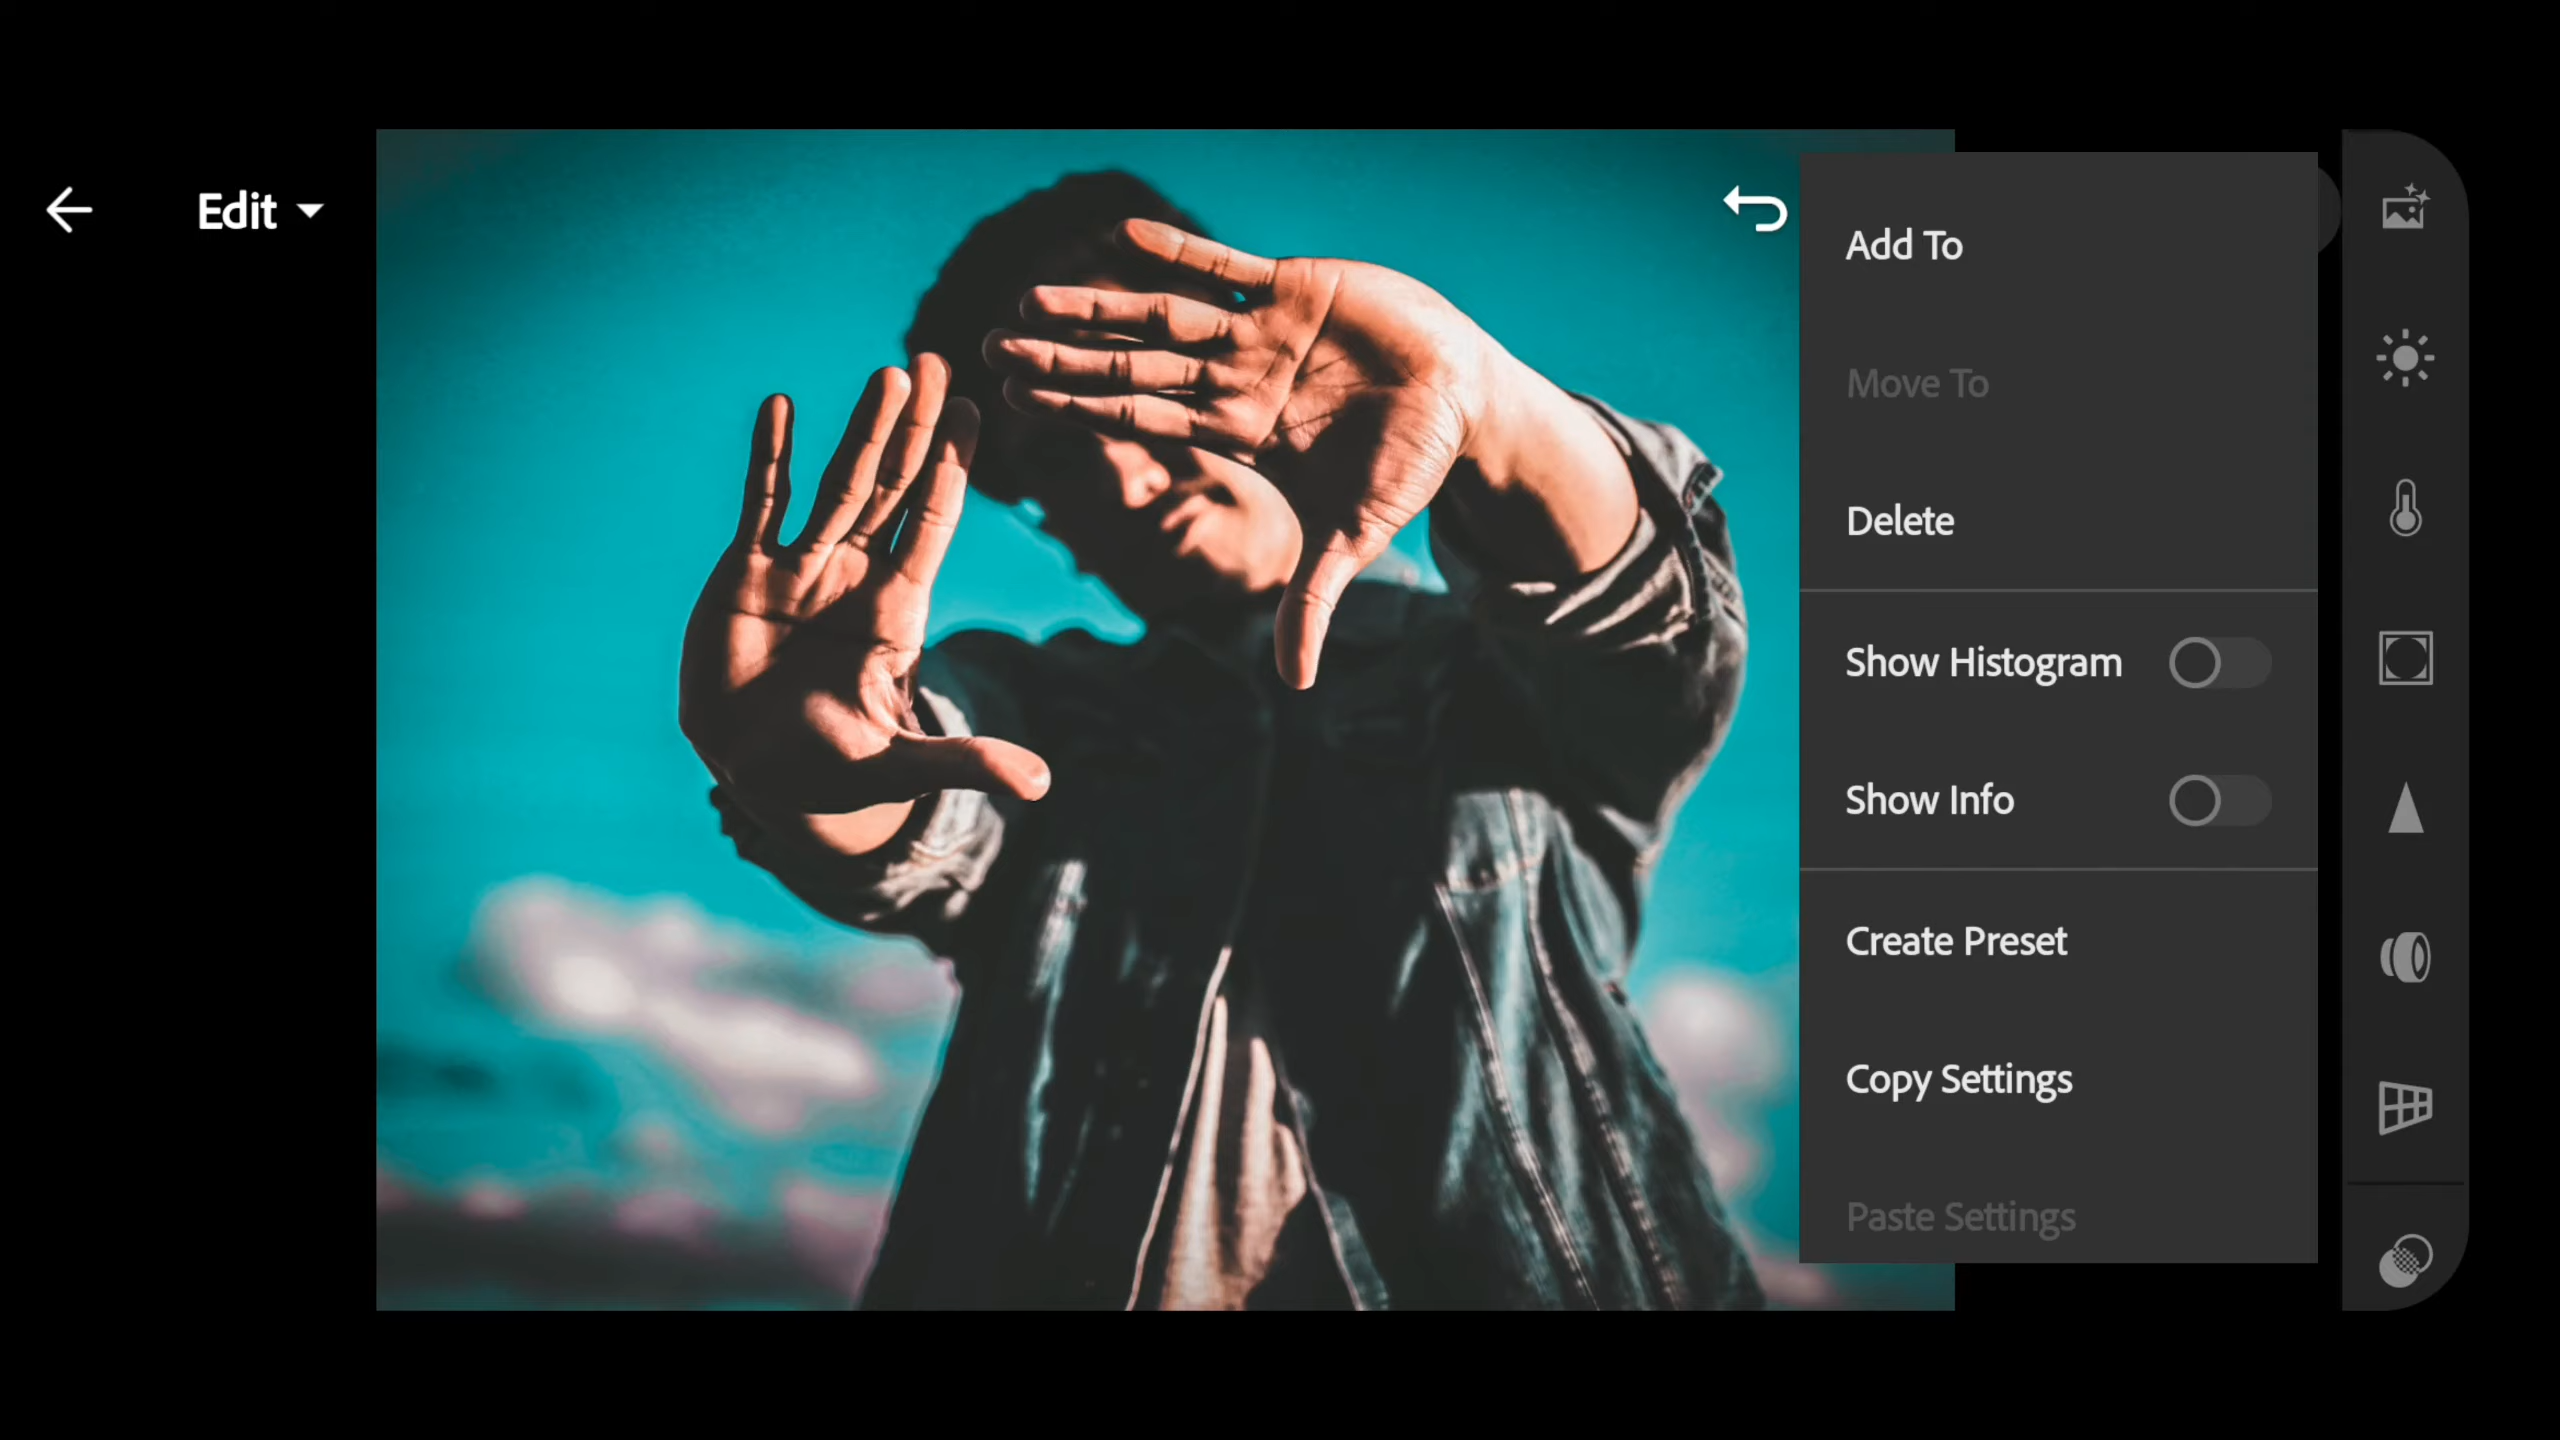 Edit
Add To
Move To
Delete
Show Histogram
Show Info
Create Preset
Copy Settings
Paste Settings